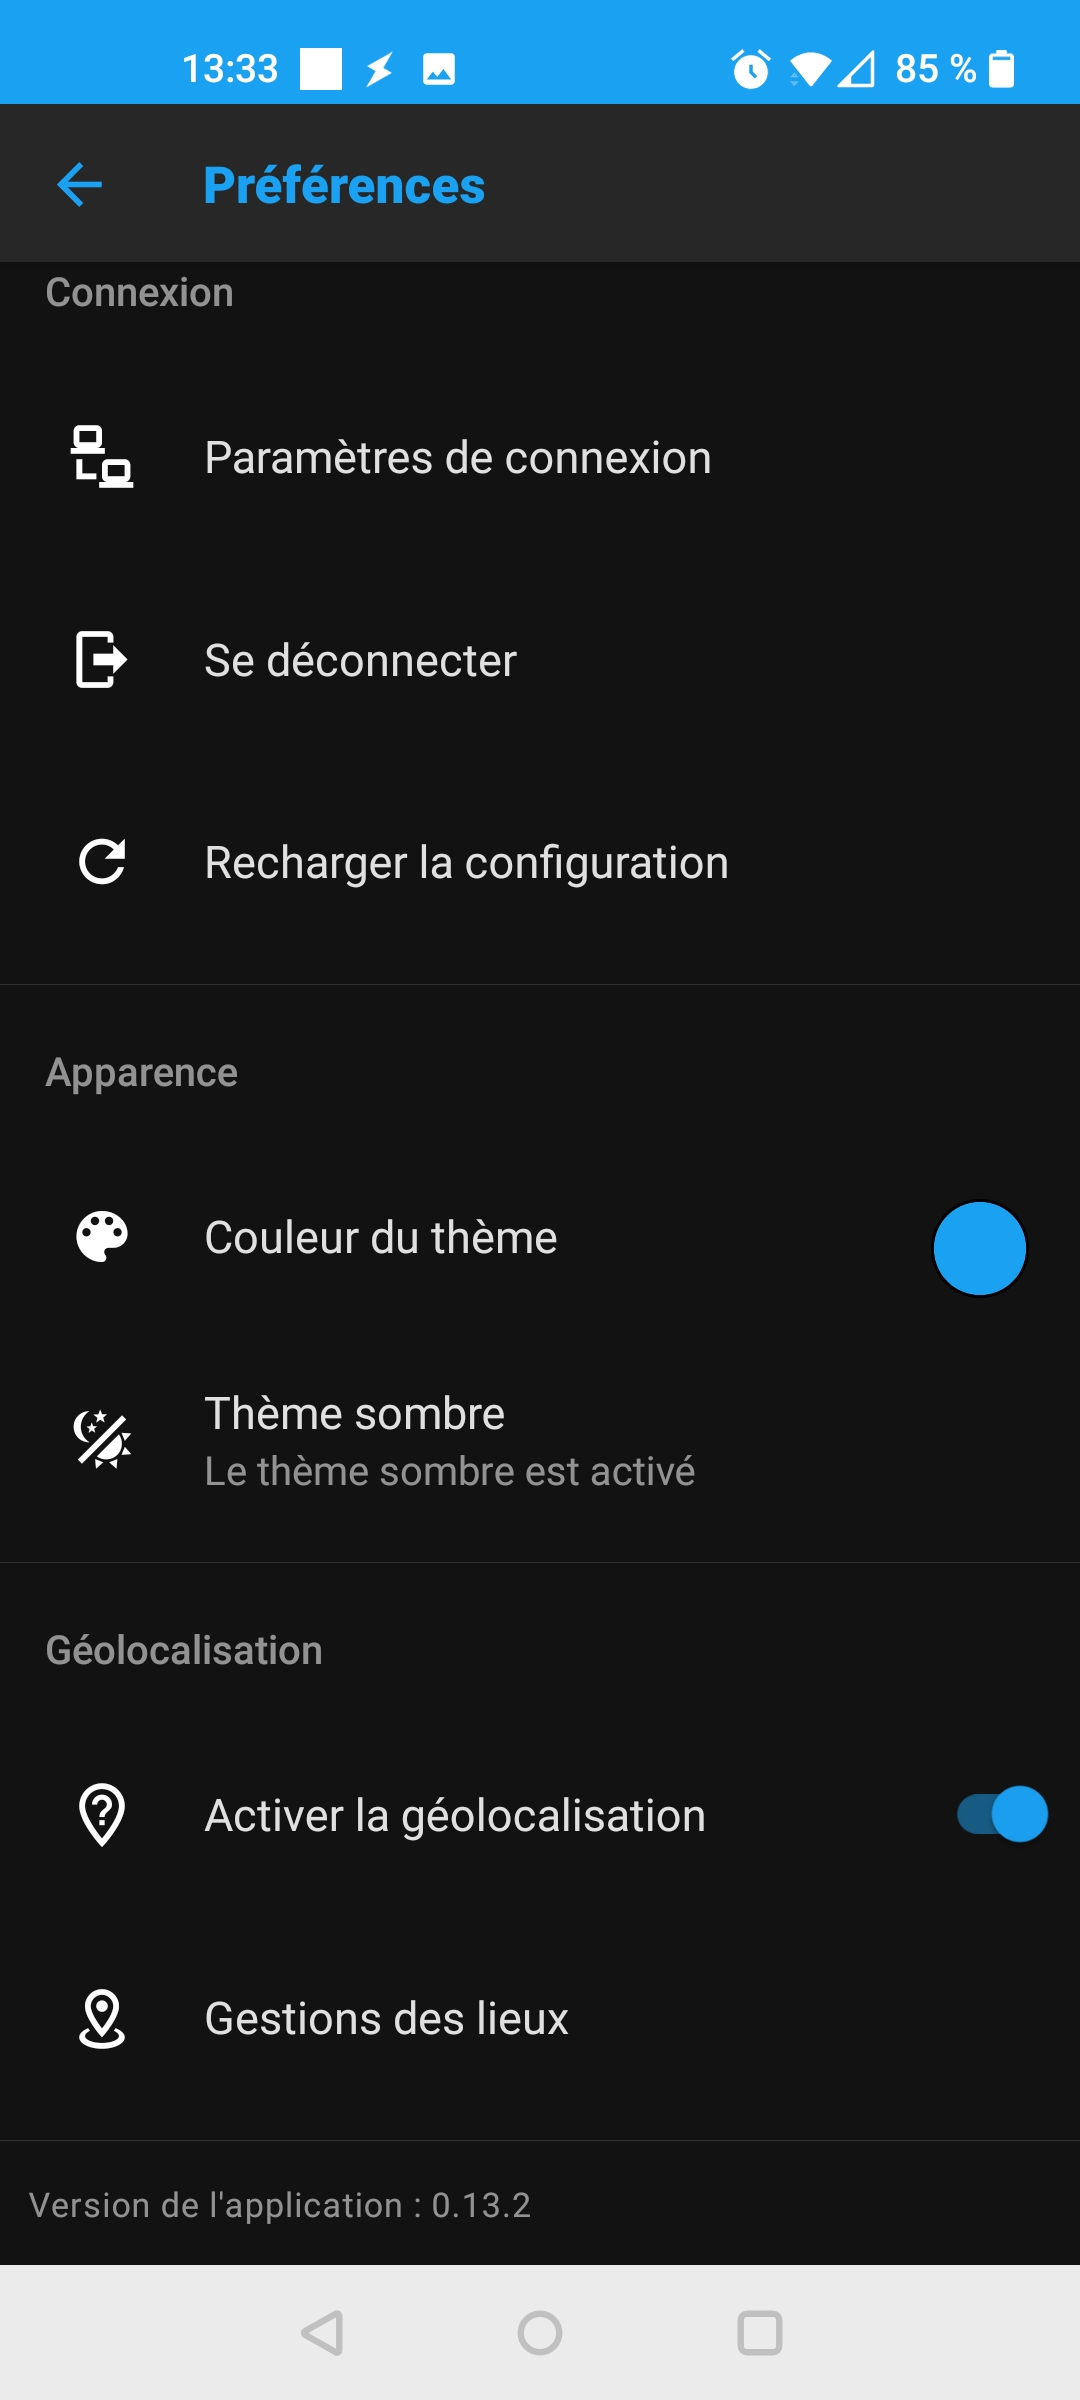 13:33
85 %
Préférences
Connexion
Paramètres de connexion
Se déconnecter
Recharger la configuration
Apparence
Couleur du thème
Thème sombre
Le thème sombre est activé
Géolocalisation
Activer la géolocalisation
Gestions des lieux
Version de l'application : 0.13.2